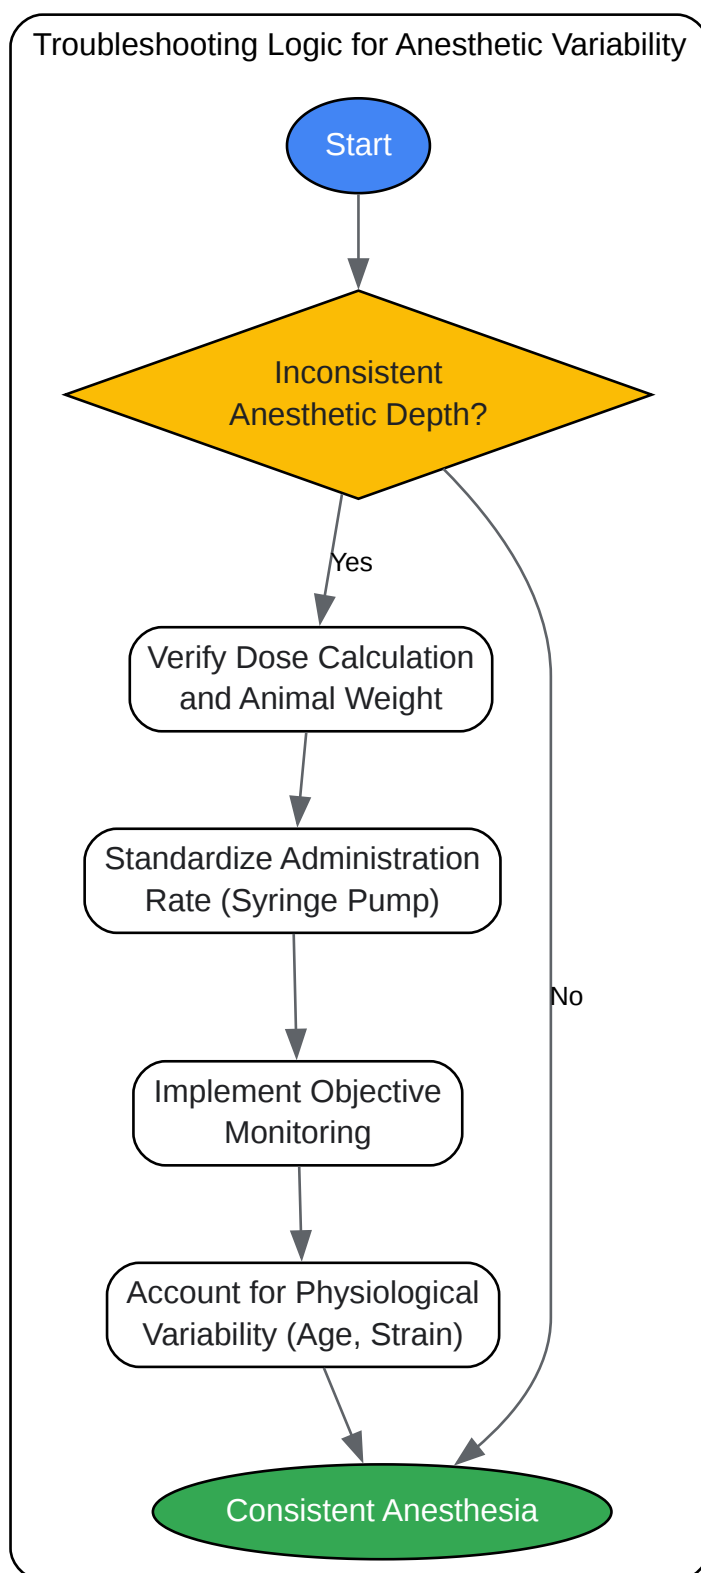 Troubleshooting Logic for Anesthetic Variability
Start
Inconsistent
Anesthetic Depth?
Yes
Verify Dose Calculation
and Animal Weight
Standardize Administration
Rate (Syringe Pump)
No
Implement Objective
Monitoring
Account for Physiological
Variability (Age, Strain)
Consistent Anesthesia